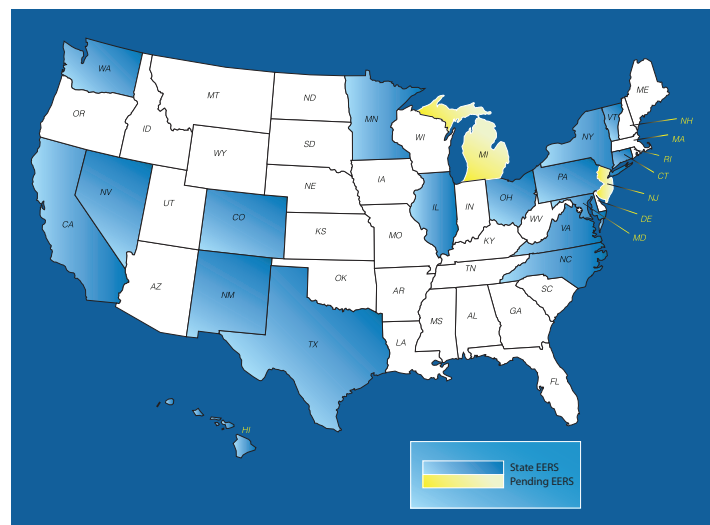 WA
MT
ND
MN
ME
OR
ID
SD
WI
VT
NH
NY
MA
WY
MI
RI
IA
NE
PA
CT
NV
UT
CO
IL
IN
OH
NJ
CA
KS
MO
WV
VA
DE
KY
MD
NC
TN
AZ
NM
OK
AR
SC
MS
AL
GA
TX
LA
FL
HI
State EERS
Pending EERS